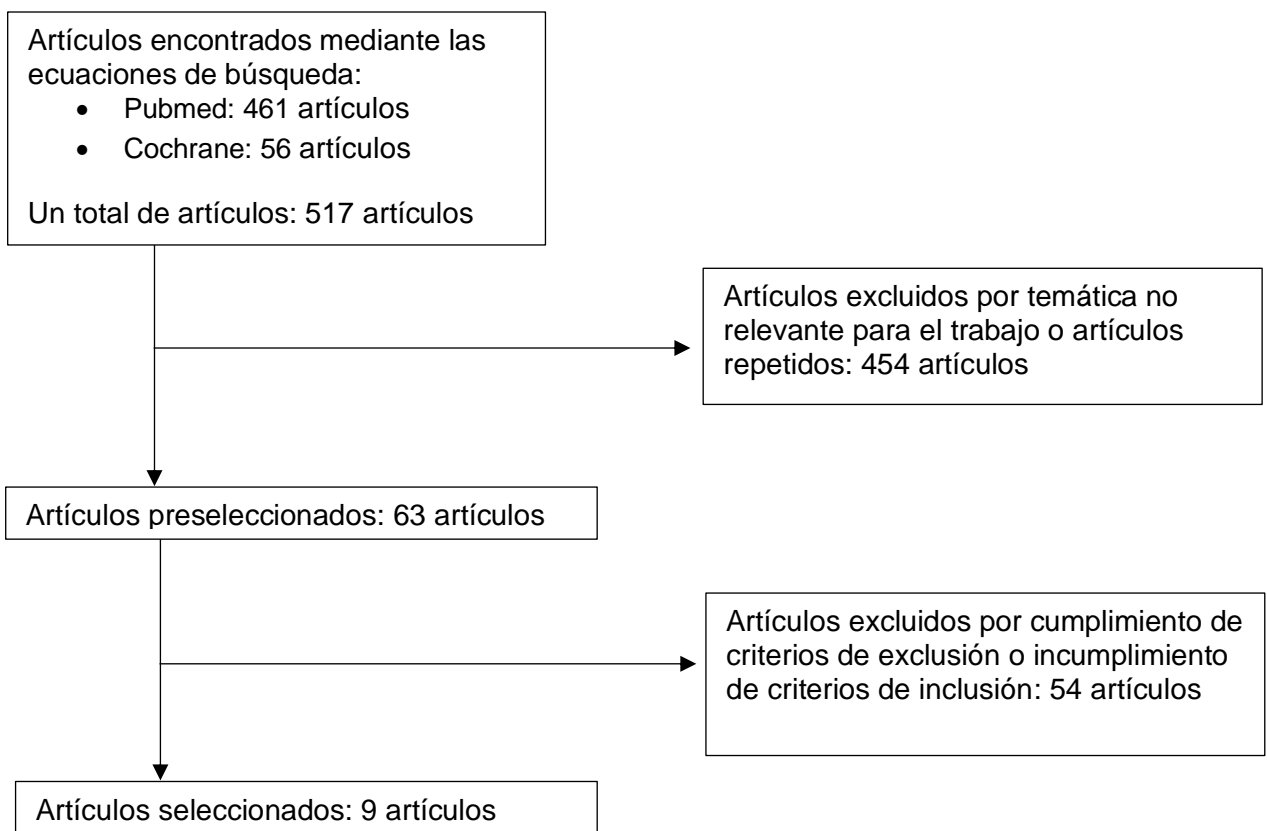 Artículos encontrados mediante las
ecuaciones de búsqueda:
• Pubmed: 461 artículos
• Cochrane: 56 artículos
Un total de artículos: 517 artículos
Artículos excluidos por temática no
relevante para el trabajo o artículos
repetidos: 454 artículos
Artículos preseleccionados: 63 artículos
Artículos excluidos por cumplimiento de
criterios de exclusión o incumplimiento
de criterios de inclusión: 54 artículos
Artículos seleccionados: 9 artículos